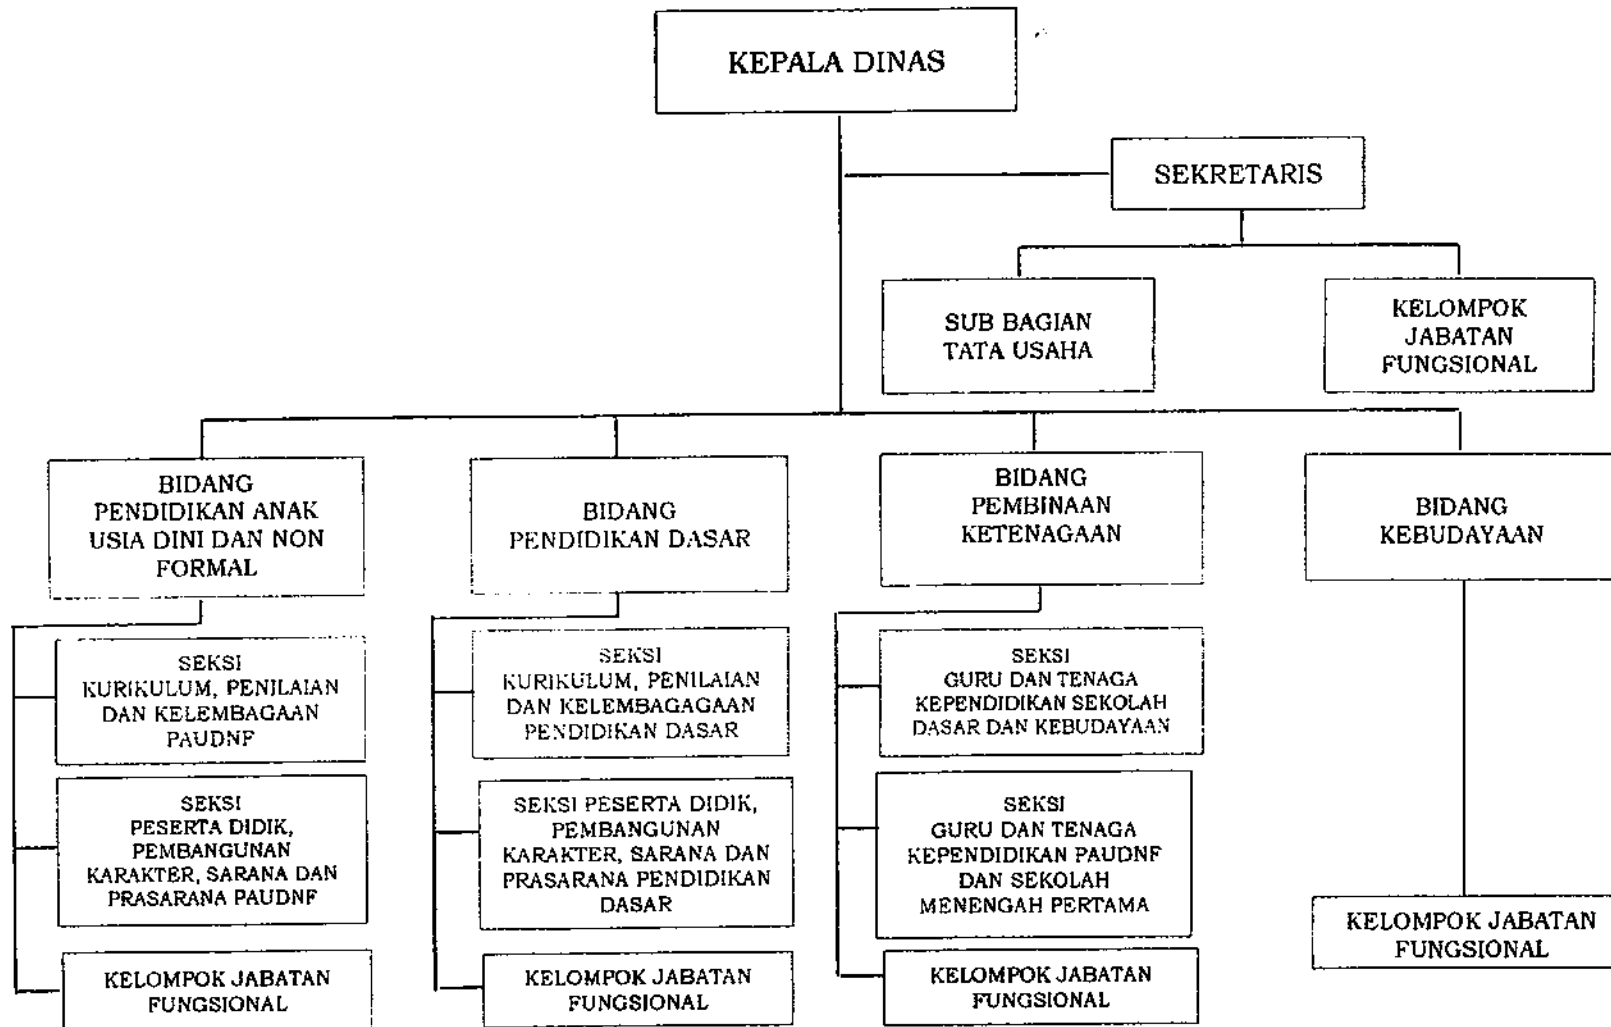 KEPALA DINAS
SEKRETARIS
SUB BAGIAN
TATA USAHA
KELOMPOK
JABATAN
FUNGSIONAL
BIDANG
PENDIDIKAN ANAK
USIA DINI DAN NON
FORMAL
BIDANG
PENDIDIKAN DASAR
BIDANG
PEMBINAAN
KETENAGAAN
BIDANG
KEBUDAYAAN
SEKSI
KURIKULUM, PENILAIAN
DAN KELEMBAGAAN
PAUDNF
SEKSI
KURIKULUM, PENILAIAN
DAN KELEMBAGAGAAN
PENDIDIKAN DASAR
SEKSI
GURU DAN TENAGA
KEPENDIDIKAN SEKOLAH
DASAR DAN KEBUDAYAAN
SEKSI
PESERTA DIDIK,
PEMBANGUNAN
KARAKTER, SARANA DAN
PRASARANA PAUDNF
SEKSI PESERTA DIDIK,
PEMBANGUNAN
KARAKTER, SARANA DAN
PRASARANA PENDIDIKAN
DASAR
SEKSI
GURU DAN TENAGA
KEPENDIDIKAN PAUDNF
DAN SEKOLAH
MENENGAH PERTAMA
KELOMPOK JABATAN
FUNGSIONAL
KELOMPOK JABATAN
FUNGSIONAL
KELOMPOK JABATAN
FUNGSIONAL
KELOMPOK JABATAN
FUNGSIONAL